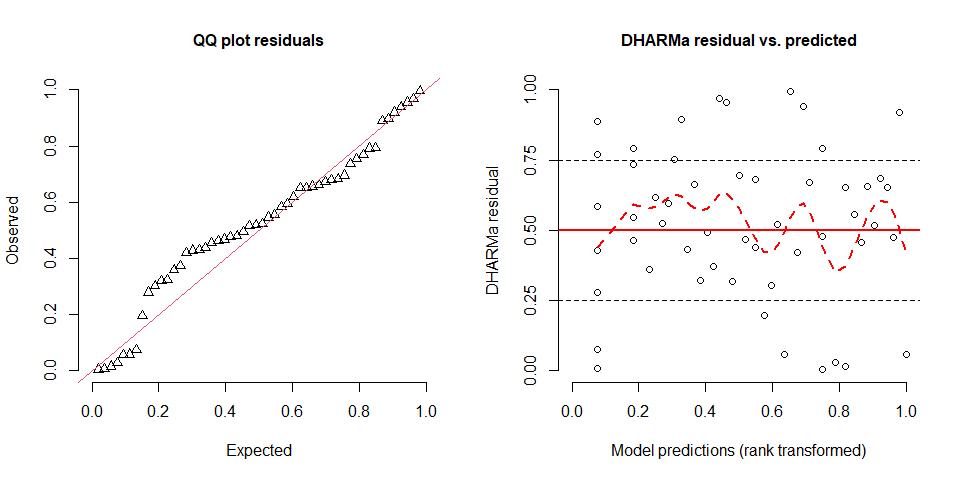 QQ plot residuals
Observed
0.0 0.2 0.4 0.6 0.8 1.0
0.0 0.2 0.4 0.6 0.8 1.0
Expected
DHARMa residual vs. predicted
DHARMa residual
0.00 0.25 0.50 0.75 1.00
0.0 0.2 0.4 0.6 0.8 1.0
Model predictions (rank transformed)